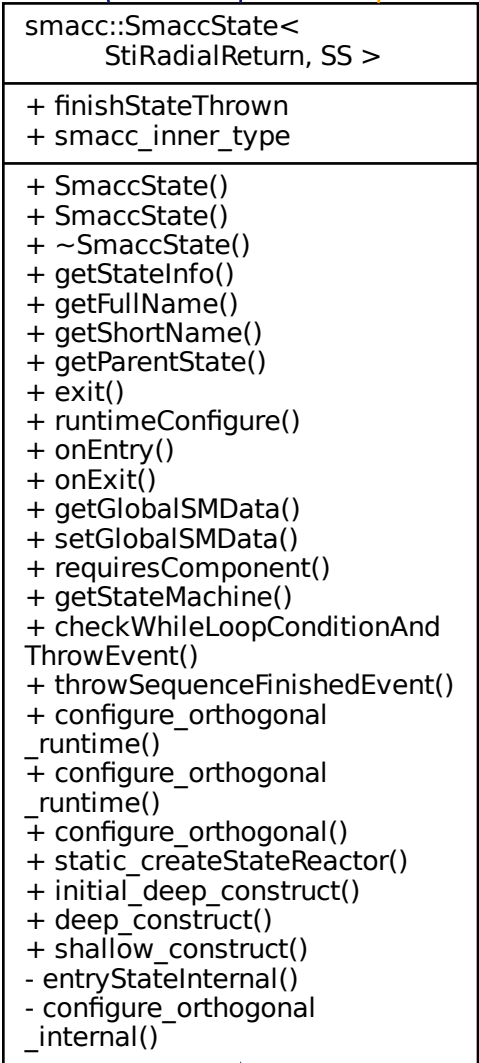 smacc::SmaccState<
StiRadialReturn, SS >
+ finishStateThrown
+ smacc_inner_type
+ SmaccState()
+ SmaccState()
+ ~SmaccState()
+ getStateInfo()
+ getFullName()
+ getShortName()
+ getParentState()
+ exit()
+ runtimeConfigure()
+ onEntry()
+ onExit()
+ getGlobalSMData()
+ setGlobalSMData()
+ requiresComponent()
+ getStateMachine()
+ checkWhileLoopConditionAnd
ThrowEvent()
+ throwSequenceFinishedEvent()
+ configure_orthogonal
_runtime()
+ configure_orthogonal
_runtime()
+ configure_orthogonal()
+ static_createStateReactor()
+ initial_deep_construct()
+ deep_construct()
+ shallow_construct()
- entryStateInternal()
- configure_orthogonal
_internal()